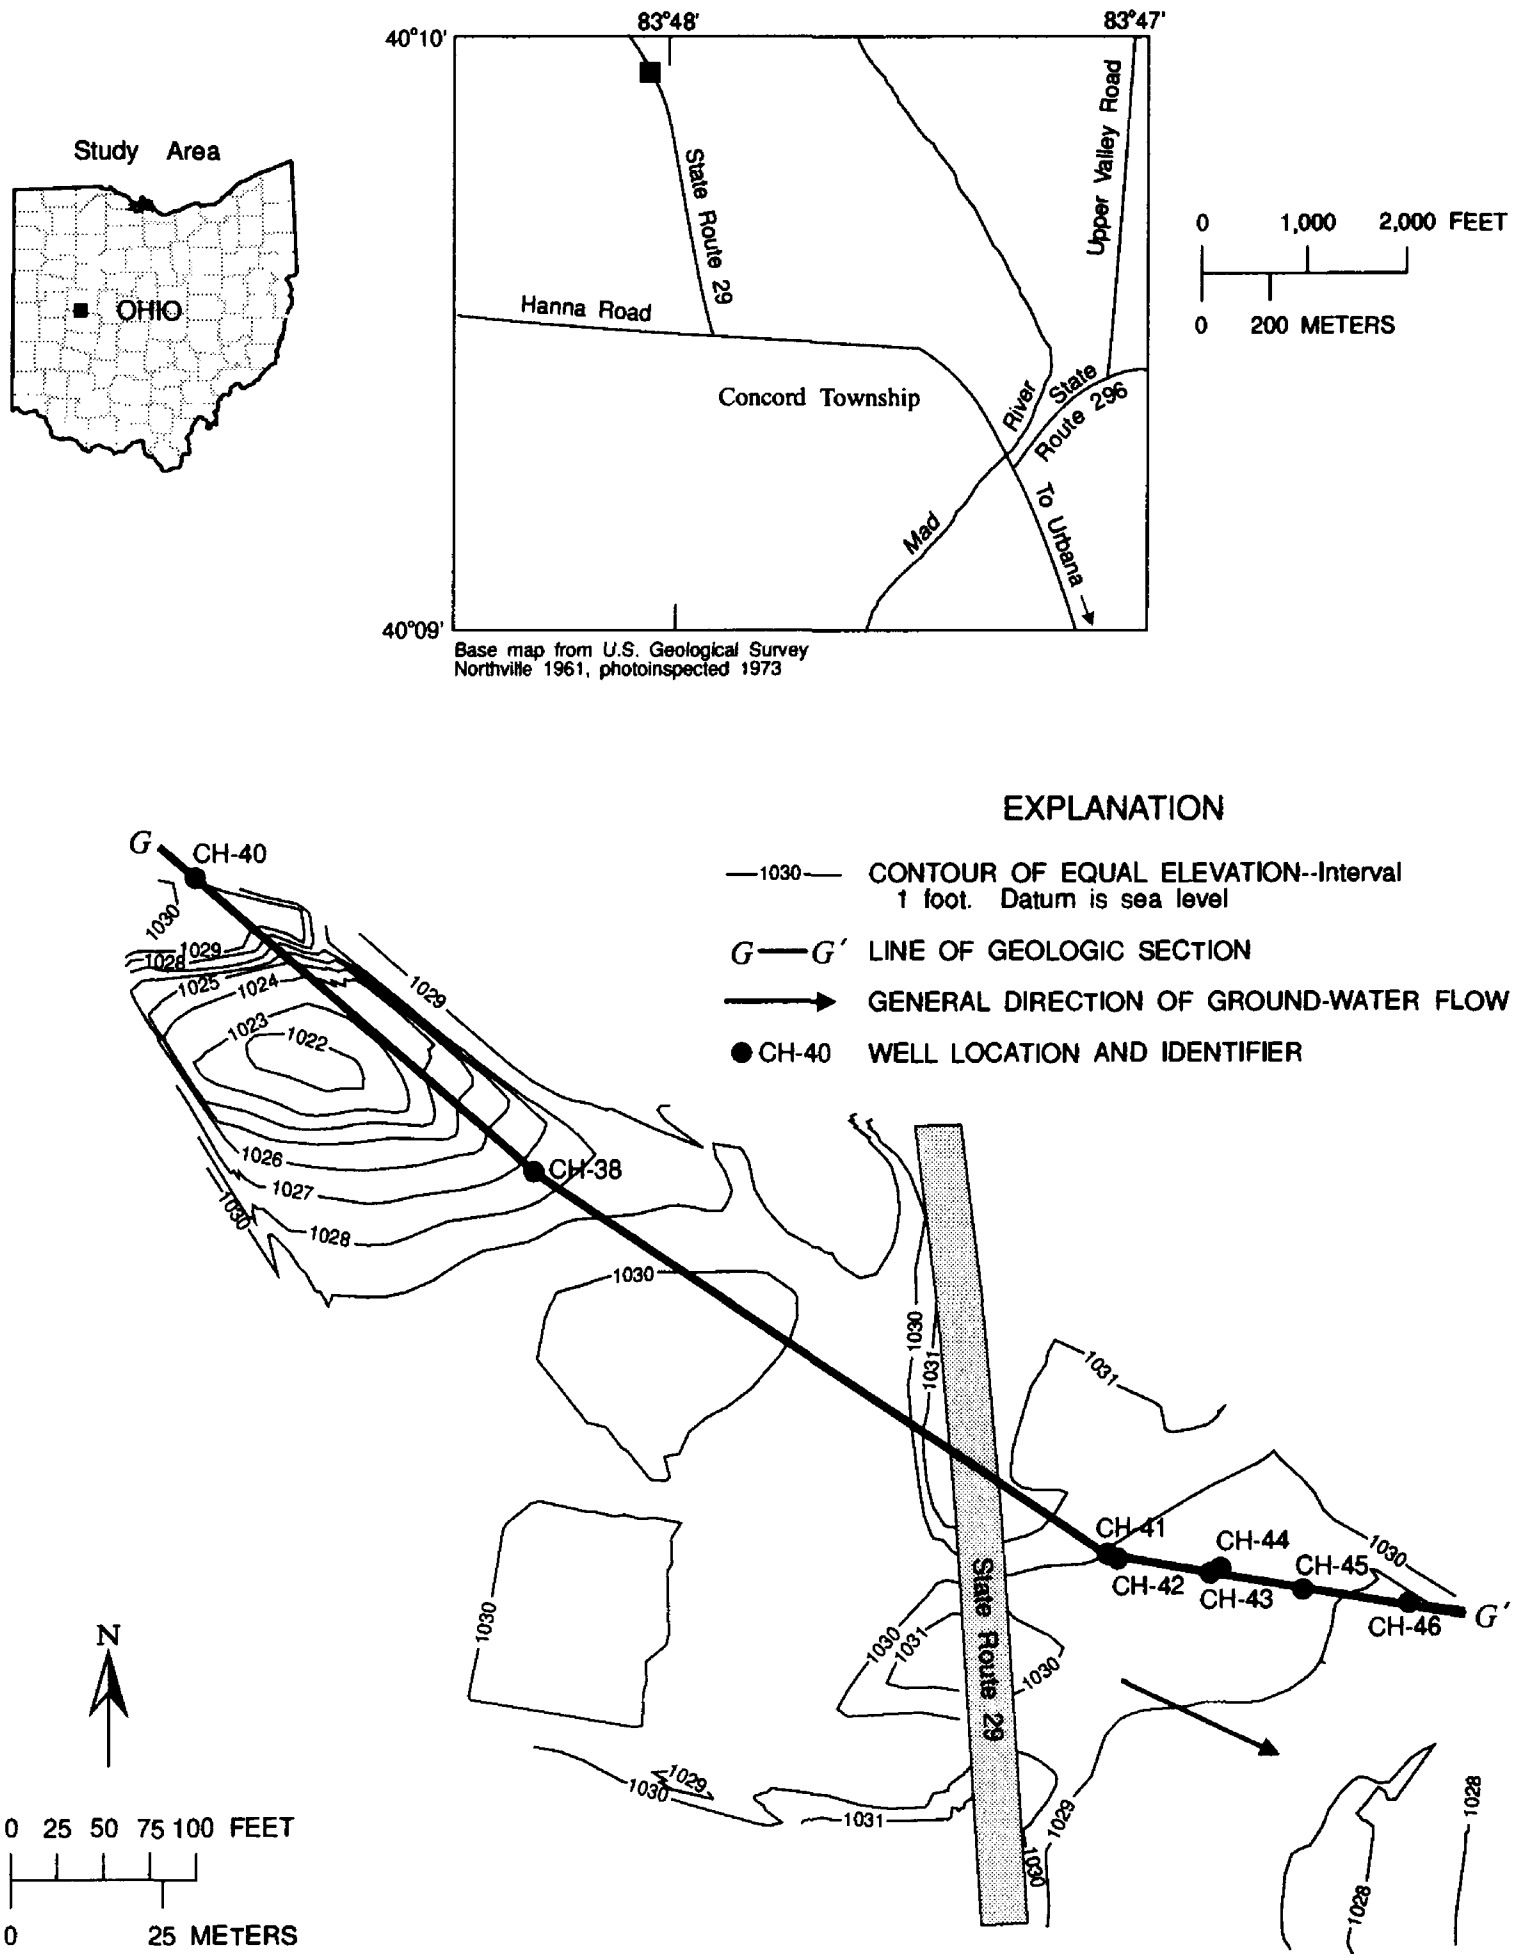 83°48'
83°47'
40°10'
Study Area
OHIO
State Route 29
Upper Valley Road
Hanna Road
Concord Township
River
State
Route 296
Mad
To Urbana
40°09'
0 1,000 2,000 FEET
0 200 METERS
Base map from U.S. Geological Survey
Northville 1961, photoinspected 1973
EXPLANATION
1030 CONTOUR OF EQUAL ELEVATION--Interval
1 foot. Datum is sea level
G G' LINE OF GEOLOGIC SECTION
GENERAL DIRECTION OF GROUND-WATER FLOW
CH-40 WELL LOCATION AND IDENTIFIER
G
CH-40
1030
1029
1028
1025
1024
1029
1023
1022
1026
1027
1030
1028
CH-38
1030
1030
1031
1031
CH-41
CH-44
CH-45
1030
CH-42
CH-43
CH-46
G'
1030
1030
1031
1030
State Route 29
N
1030
1029
1031
1029
1030
1028
1028
0 25 50 75 100 FEET
0 25 METERS